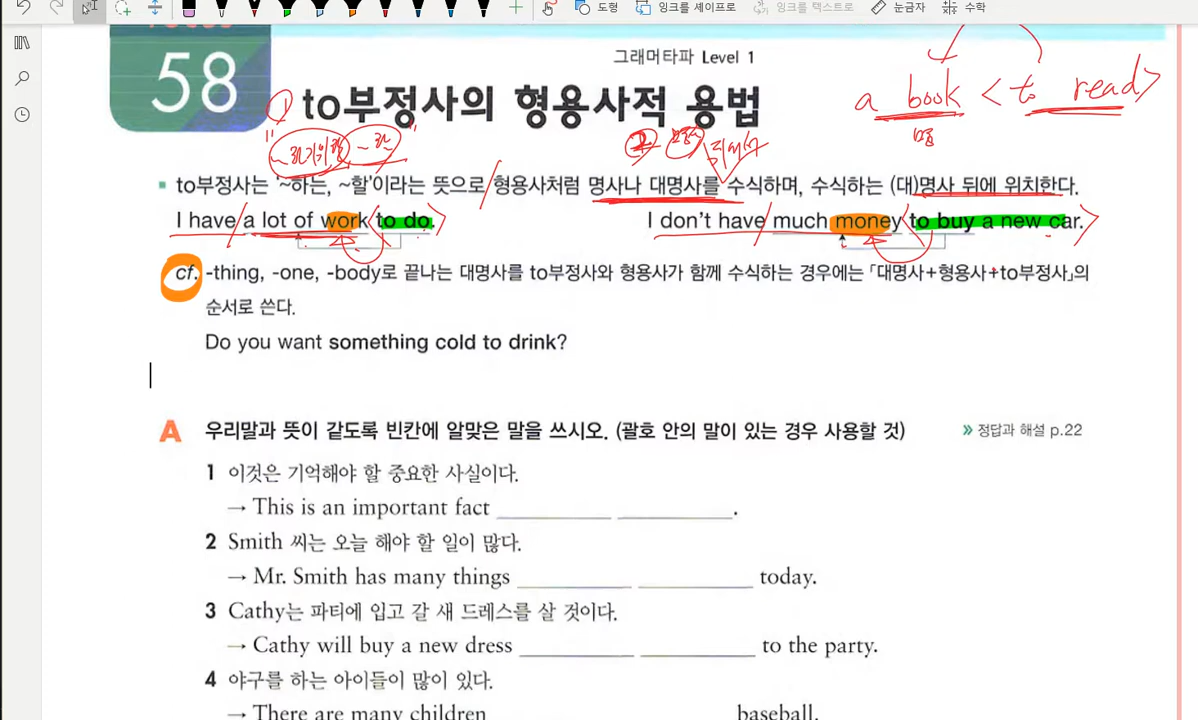 도형 잉크를 셰이프로 잉크를 텍스트로 눈금자 수학
그래머타파 Level 1
58 to부정사의 형용사적 용법
a book < to read>
■ to부정사는 '~하는, ~할'이라는 뜻으로 형용사처럼 명사나 대명사를 수식하며, 수식하는 (대)명사 뒤에 위치한다.
I have a lot of work to do. I don't have much money to buy a new car.
cf. -thing, -one, -body로 끝나는 대명사를 to부정사와 형용사가 함께 수식하는 경우에는 「대명사+형용사+to부정사」의
순서로 쓴다.
Do you want something cold to drink?
A 우리말과 뜻이 같도록 빈칸에 알맞은 말을 쓰시오. (괄호 안의 말이 있는 경우 사용할 것) » 정답과 해설 p.22
1 이것은 기억해야 할 중요한 사실이다.
→ This is an important fact ____ ____.
2 Smith 씨는 오늘 해야 할 일이 많다.
→ Mr. Smith has many things ____ ____ today.
3 Cathy는 파티에 입고 갈 새 드레스를 살 것이다.
→ Cathy will buy a new dress ____ ____ to the party.
4 야구를 하는 아이들이 많이 있다.
→ There are many children ____ ____ baseball.